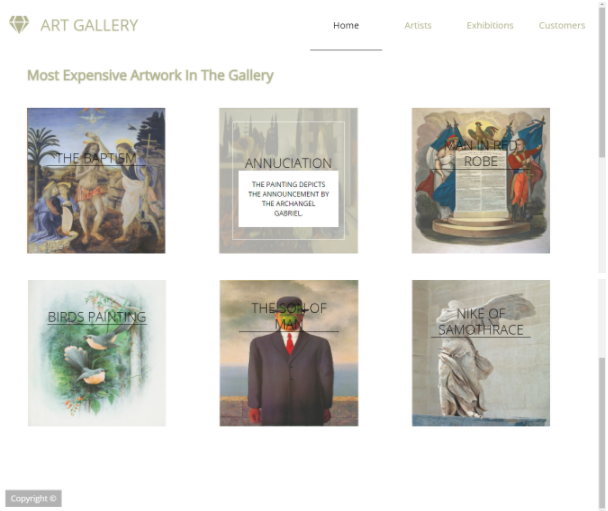 ART GALLERY
Home
Artists
Exhibitions
Customers
Most Expensive Artwork In The Gallery
THE BAPTISM
ANNUCIATION
THE PAINTING DEPICTS
THE ANNOUNCEMENT BY
THE ARCHANGEL
GABRIEL.
MAN IN RED
ROBE
BIRDS PAINTING
THE SON OF
MAN
NIKE OF
SAMOTHRACE
Copyright ©